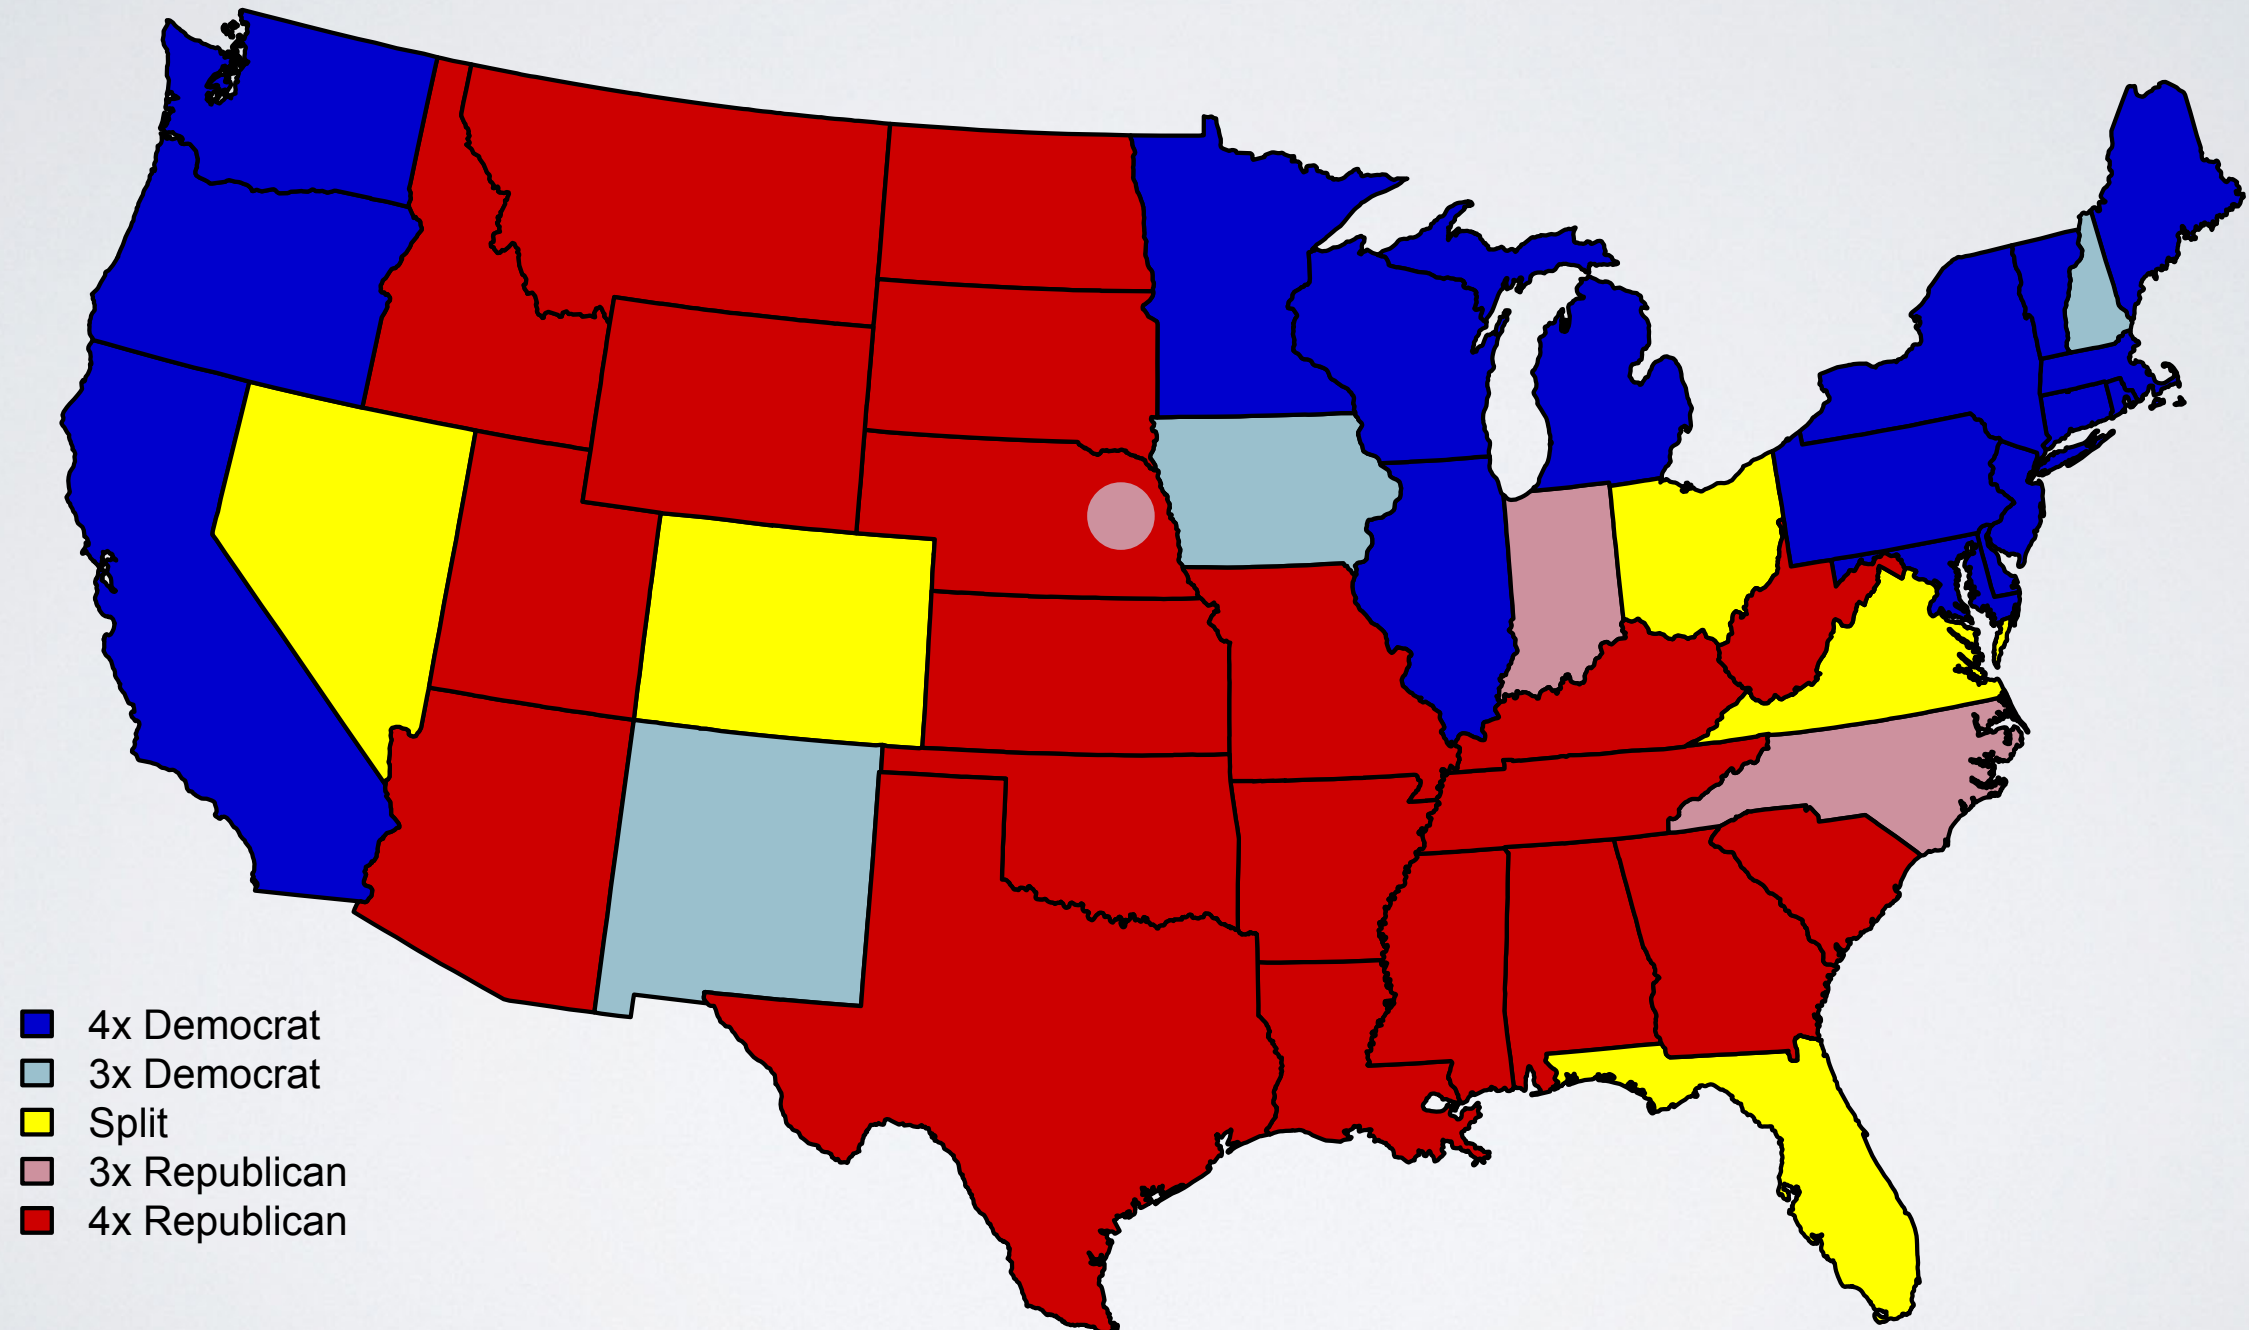 4x Democrat
3x Democrat
Split
3x Republican
4x Republican